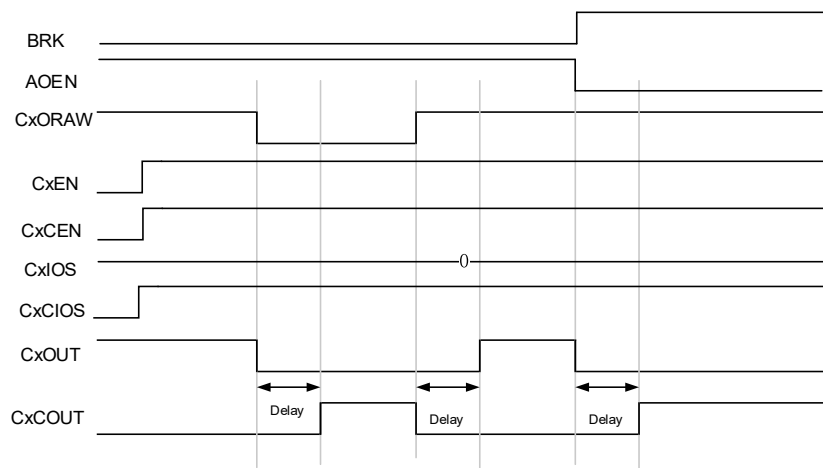 BRK
AOEN
CxORAW
CxEN
CxCEN
CxIOS
0
CxCIOS
CxOUT
CxCOUT
Delay
Delay
Delay